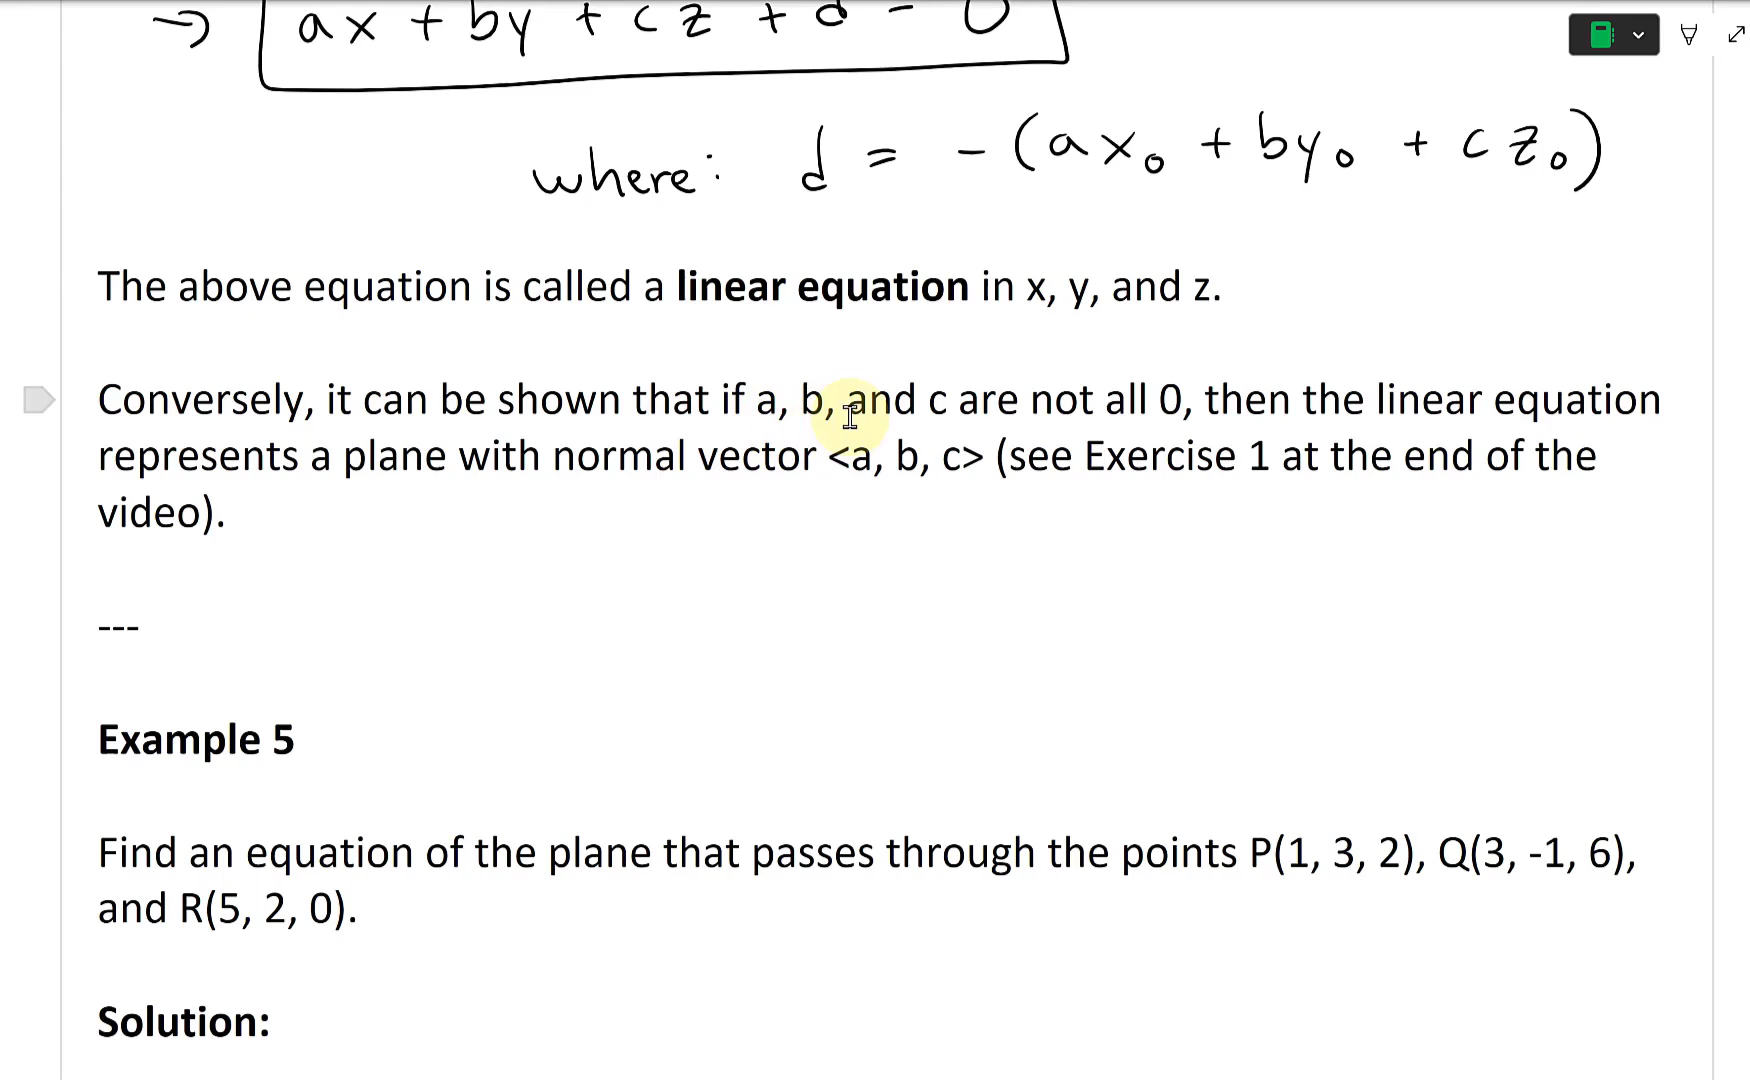 → ax + by + cz + d = 0
where: d = - (ax₀ + by₀ + cz₀)
The above equation is called a linear equation in x, y, and z.
Conversely, it can be shown that if a, b, and c are not all 0, then the linear equation
represents a plane with normal vector <a, b, c> (see Exercise 1 at the end of the
video).
---
Example 5
Find an equation of the plane that passes through the points P(1, 3, 2), Q(3, -1, 6),
and R(5, 2, 0).
Solution: